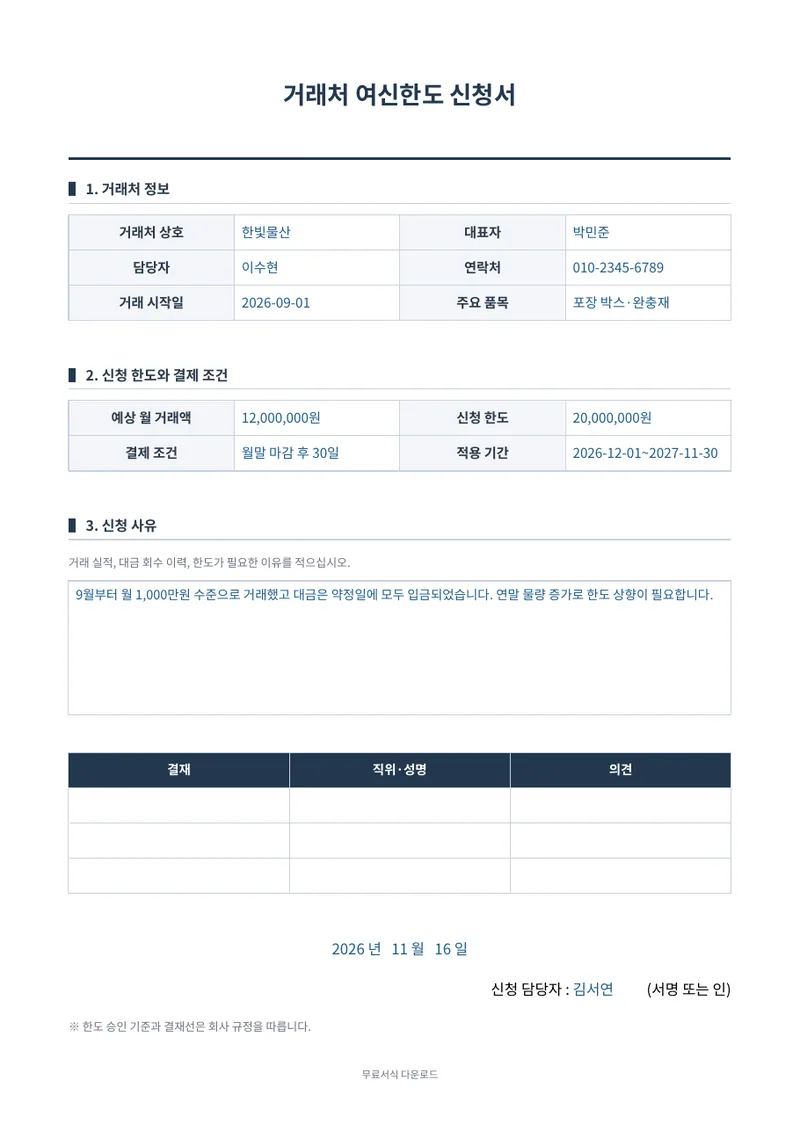 거래처 여신한도 신청서
1. 거래처 정보
거래처 상호 한빛물산 대표자 박민준
담당자 이수현 연락처 010-2345-6789
거래 시작일 2026-09-01 주요 품목 포장 박스·완충재
2. 신청 한도와 결제 조건
예상 월 거래액 12,000,000원 신청 한도 20,000,000원
결제 조건 월말 마감 후 30일 적용 기간 2026-12-01~2027-11-30
3. 신청 사유
거래 실적, 대금 회수 이력, 한도가 필요한 이유를 적으십시오.
9월부터 월 1,000만원 수준으로 거래했고 대금은 약정일에 모두 입금되었습니다. 연말 물량 증가로 한도 상향이 필요합니다.
결재 직위·성명 의견
2026 년 11 월 16 일
신청 담당자 : 김서연 (서명 또는 인)
※ 한도 승인 기준과 결재선은 회사 규정을 따릅니다.
무료서식 다운로드